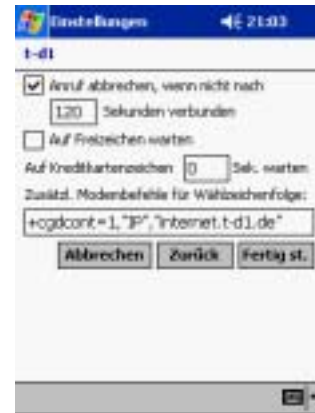 Einstellungen 21:03
t-d1
Anruf abbrechen, wenn nicht nach
120 Sekunden verbunden
Auf Freizeichen warten
Auf Kreditkartenzeichen 0 Sek. warten
Zusätzl. Modembefehle für Wählzeichenfolge:
+cgdcont=1,"IP","internet.t-d1.de"
Abbrechen Zurück Fertig st.